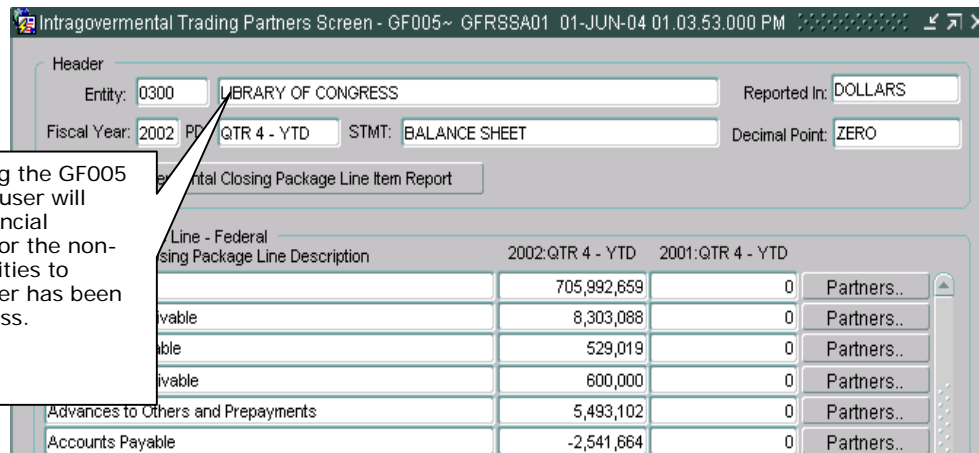 Intragovermental Trading Partners Screen - GF005~ GFRSSA01 01-JUN-04 01.03.53.000 PM
Header
Entity: 0300 LIBRARY OF CONGRESS Reported In: DOLLARS
Fiscal Year: 2002 PD QTR 4 - YTD STMT: BALANCE SHEET Decimal Point: ZERO
ental Closing Package Line Item Report
g the GF005
user will
ncial
or the non-
ities to
er has been
ss.
Line - Federal
sing Package Line Description 2002:QTR 4 - YTD 2001:QTR 4 - YTD
705,992,659 0 Partners..
ivable 8,303,088 0 Partners..
able 529,019 0 Partners..
ivable 600,000 0 Partners..
Advances to Others and Prepayments 5,493,102 0 Partners..
Accounts Payable -2,541,664 0 Partners..